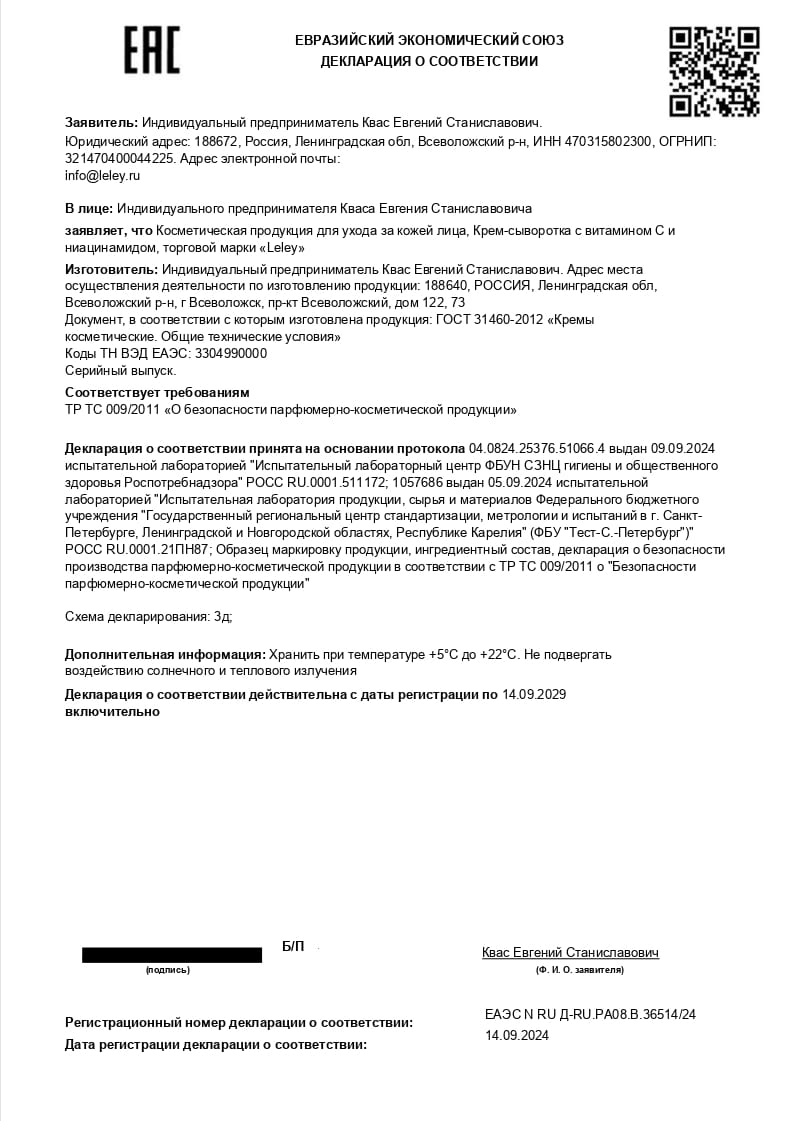 EAC
ЕВРАЗИЙСКИЙ ЭКОНОМИЧЕСКИЙ СОЮЗ
ДЕКЛАРАЦИЯ О СООТВЕТСТВИИ
Заявитель: Индивидуальный предприниматель Квас Евгений Станиславович.
Юридический адрес: 188672, Россия, Ленинградская обл, Всеволожский р-н, ИНН 470315802300, ОГРНИП:
321470400044225. Адрес электронной почты:
info@leley.ru
В лице: Индивидуального предпринимателя Кваса Евгения Станиславовича
заявляет, что Косметическая продукция для ухода за кожей лица, Крем-сыворотка с витамином С и
ниацинамидом, торговой марки «Leley»
Изготовитель: Индивидуальный предприниматель Квас Евгений Станиславович. Адрес места
осуществления деятельности по изготовлению продукции: 188640, РОССИЯ, Ленинградская обл,
Всеволожский р-н, г Всеволожск, пр-кт Всеволожский, дом 122, 73
Документ, в соответствии с которым изготовлена продукция: ГОСТ 31460-2012 «Кремы
косметические. Общие технические условия»
Коды ТН ВЭД ЕАЭС: 3304990000
Серийный выпуск.
Соответствует требованиям
ТР ТС 009/2011 «О безопасности парфюмерно-косметической продукции»
Декларация о соответствии принята на основании протокола 04.0824.25376.51066.4 выдан 09.09.2024
испытательной лабораторией "Испытательный лабораторный центр ФБУН СЗНЦ гигиены и общественного
здоровья Роспотребнадзора" РОСС RU.0001.511172; 1057686 выдан 05.09.2024 испытательной
лабораторией "Испытательная лаборатория продукции, сырья и материалов Федерального бюджетного
учреждения "Государственный региональный центр стандартизации, метрологии и испытаний в г. Санкт-
Петербурге, Ленинградской и Новгородской областях, Республике Карелия" (ФБУ "Тест-С.-Петербург")"
РОСС RU.0001.21ПН87; Образец маркировку продукции, ингредиентный состав, декларация о безопасности
производства парфюмерно-косметической продукции в соответствии с ТР ТС 009/2011 о "Безопасности
парфюмерно-косметической продукции"
Схема декларирования: 3д;
Дополнительная информация: Хранить при температуре +5°С до +22°С. Не подвергать
воздействию солнечного и теплового излучения
Декларация о соответствии действительна с даты регистрации по 14.09.2029
включительно
Б/П
Квас Евгений Станиславович
(подпись)
(Ф. И. О. заявителя)
Регистрационный номер декларации о соответствии:
ЕАЭС N RU Д-RU.РА08.В.36514/24
Дата регистрации декларации о соответствии:
14.09.2024